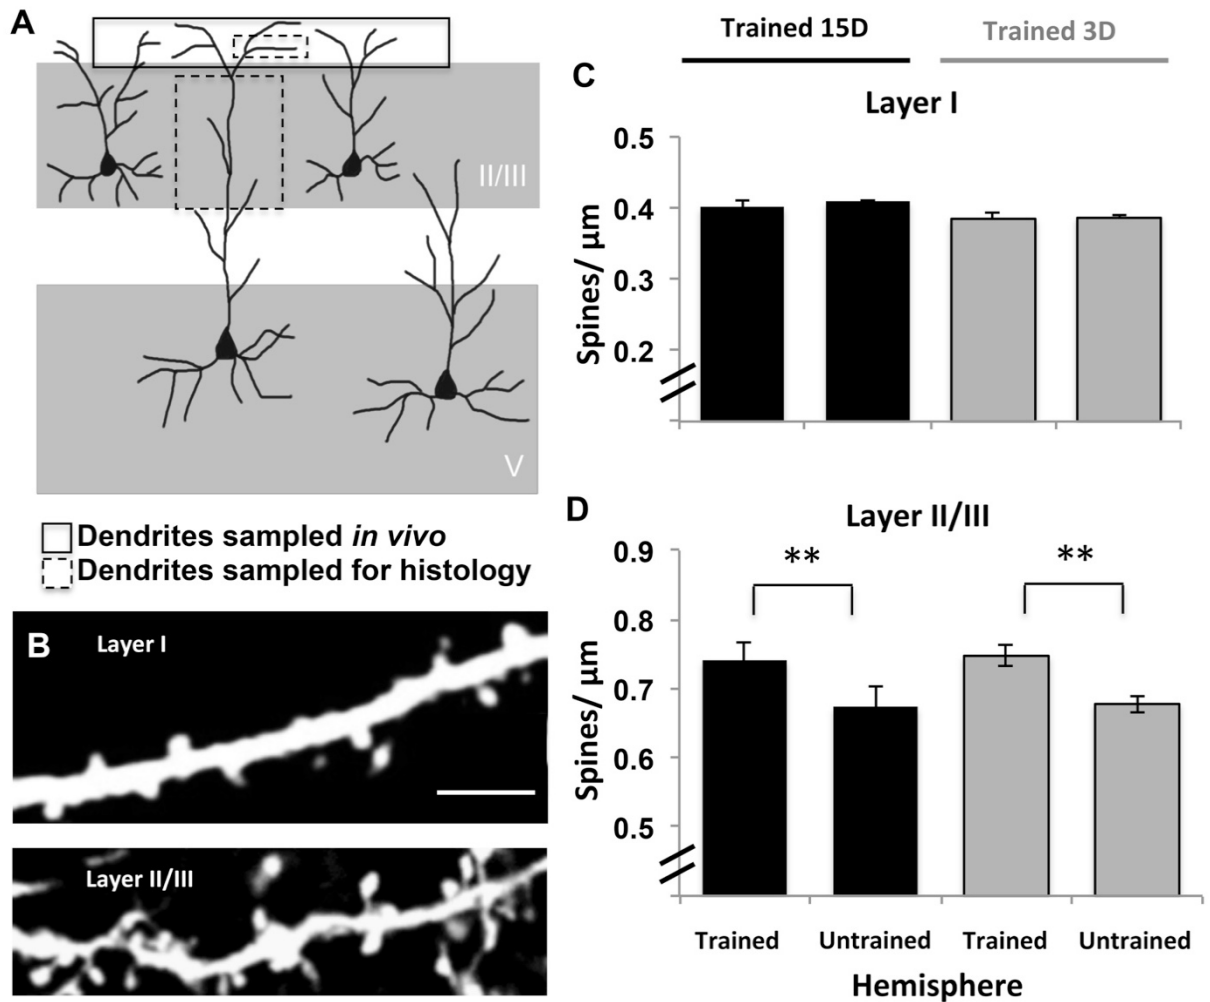 A
II/III
V
Dendrites sampled in vivo
Dendrites sampled for histology
B
Layer I
Layer II/III
Trained 15D
Trained 3D
C
Layer I
0.5
0.4
0.3
0.2
Spines/ µm
D
Layer II/III
0.9
0.8
0.7
0.6
0.5
Spines/ µm
**
**
Trained
Untrained
Trained
Untrained
Hemisphere